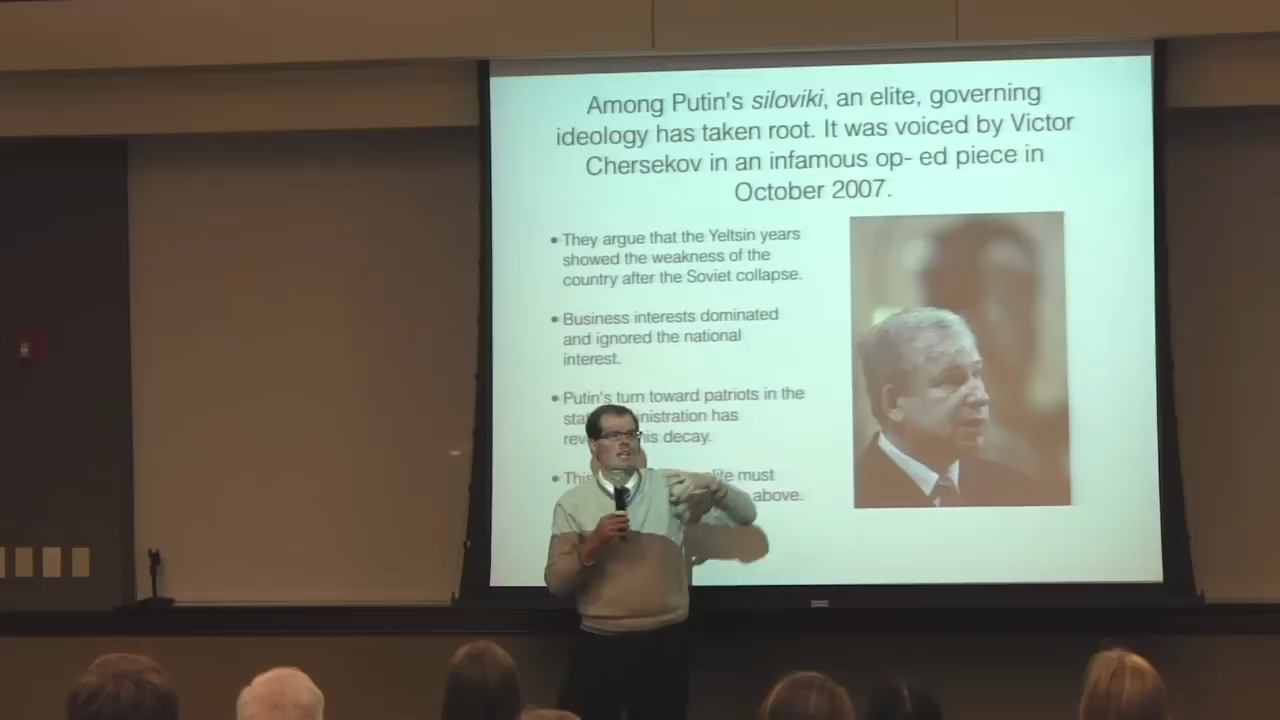 Among Putin's siloviki, an elite, governing
ideology has taken root. It was voiced by Victor
Chersekov in an infamous op- ed piece in
October 2007.
• They argue that the Yeltsin years
showed the weakness of the
country after the Soviet collapse.
• Business interests dominated
and ignored the national
interest.
• Putin's turn toward patriots in the
has
decay.
• must
above.